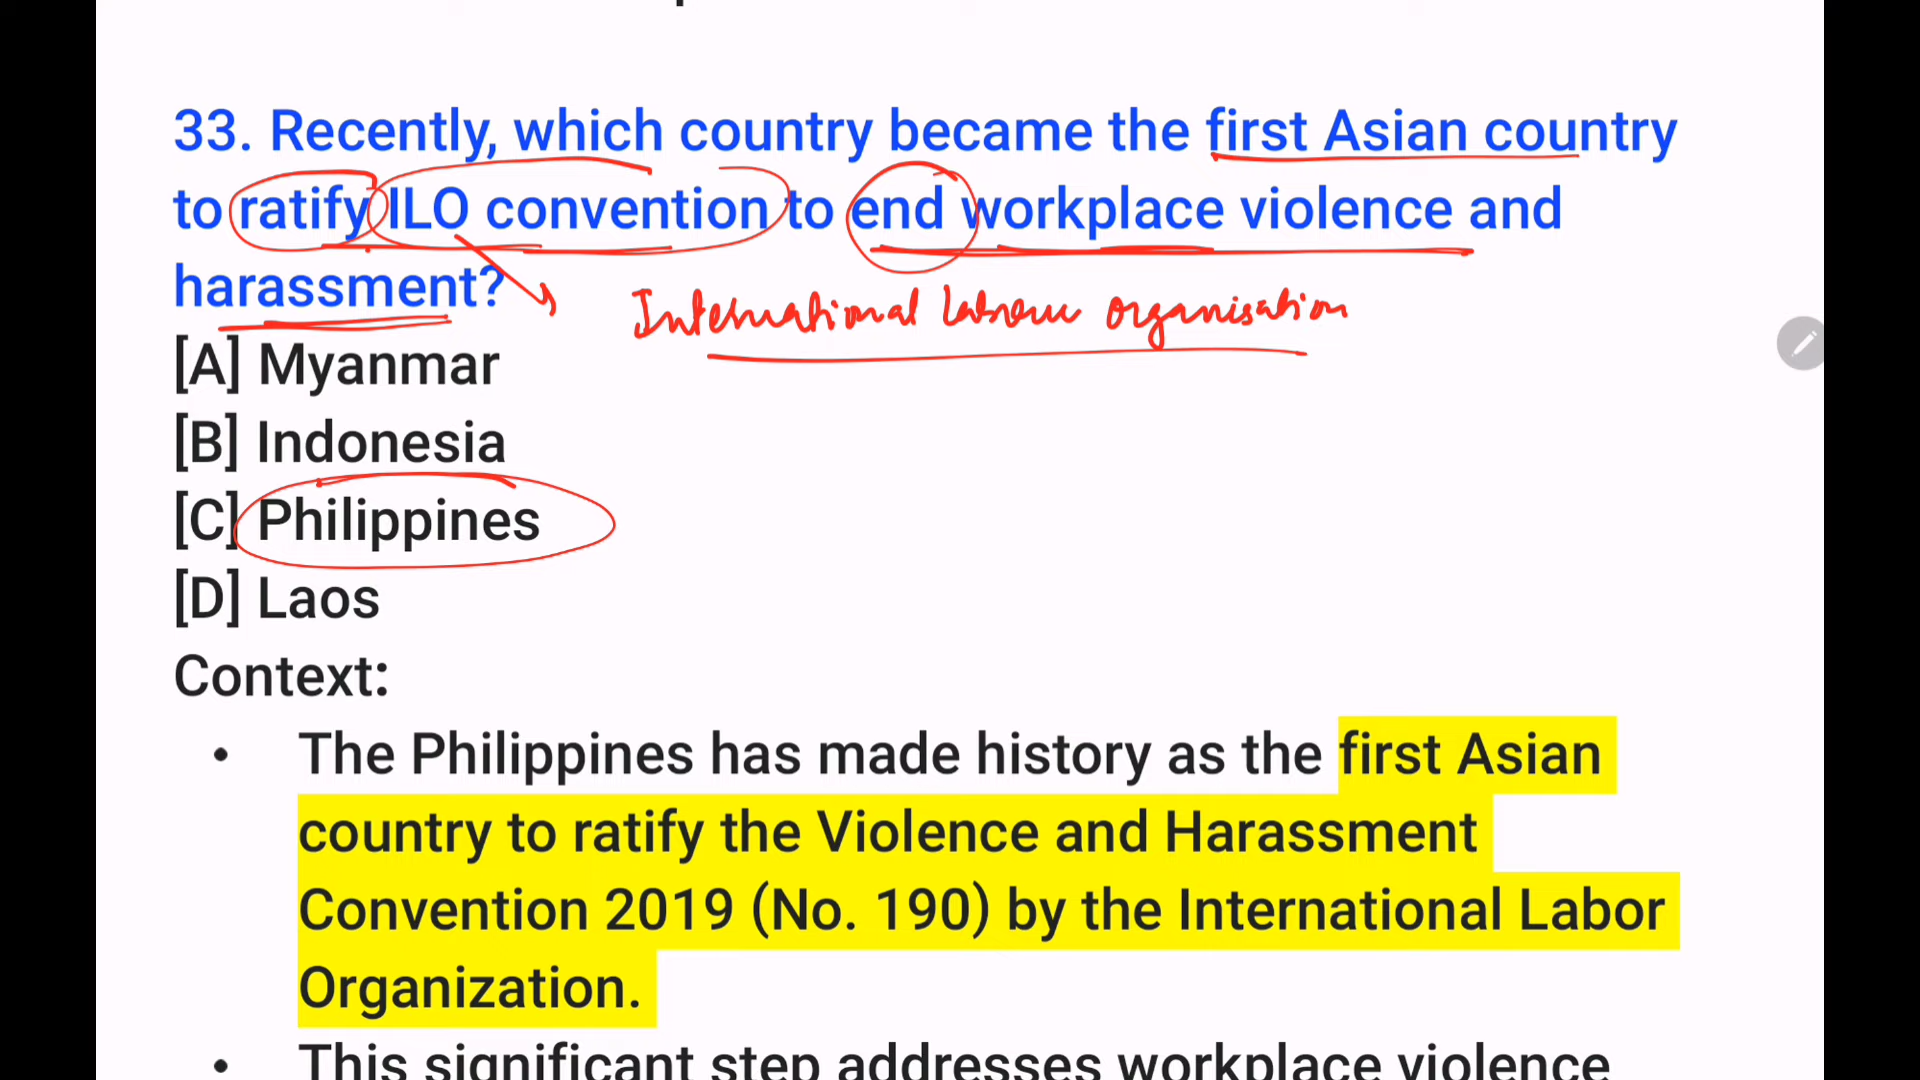 33. Recently, which country became the first Asian country
to ratify ILO convention to end workplace violence and
harassment?
International labour organisation
[A] Myanmar
[B] Indonesia
[C] Philippines
[D] Laos
Context:
• The Philippines has made history as the first Asian
country to ratify the Violence and Harassment
Convention 2019 (No. 190) by the International Labor
Organization.
• This significant step addresses workplace violence